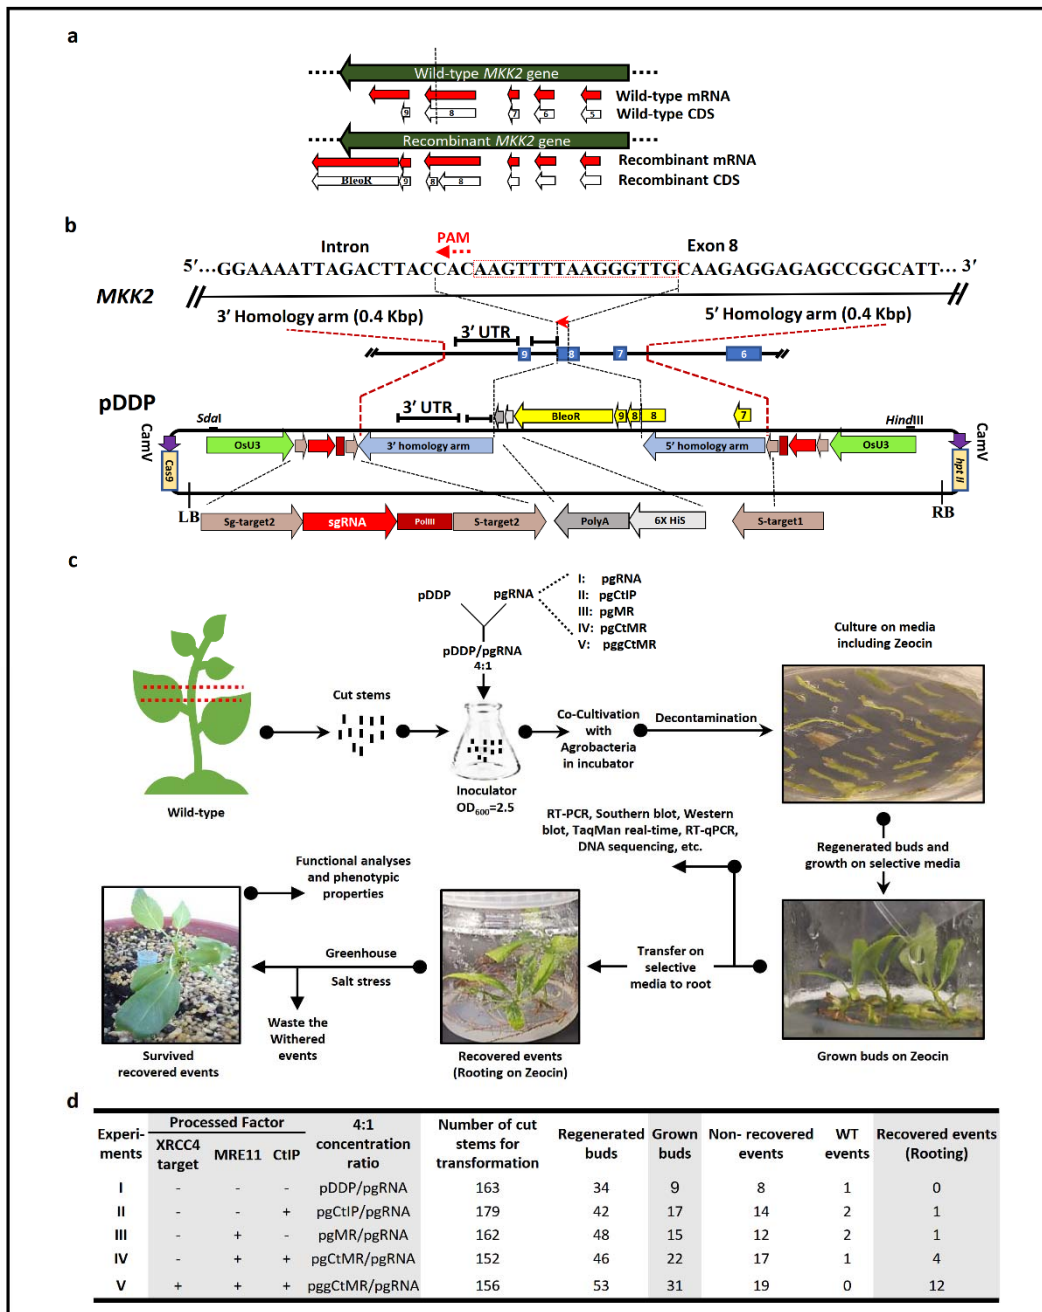 a
Wild-type MKK2 gene
Wild-type mRNA
9 8 7 6 5 Wild-type CDS
Recombinant MKK2 gene
Recombinant mRNA
BleoR 9 8 8 Recombinant CDS
b
PAM
Intron Exon 8
5′...GGAAAATTAGACTTACCACAAGTTTTAAGGGTTGCAAGAGGAGAGCCGGCATT... 3′
MKK2
3′ Homology arm (0.4 Kbp) 5′ Homology arm (0.4 Kbp)
3′ UTR
9 8 7 6
pDDP
3′ UTR
BleoR 9 8 8 7
SdaI HindIII
CamV OsU3 3′ homology arm 5′ homology arm OsU3 CamV
Cas9 hpt II
LB RB
Sg-target2 sgRNA PolIII S-target2 PolyA 6X HiS S-target1
c
pDDP pgRNA
I: pgRNA
II: pgCtIP
III: pgMR
IV: pgCtMR
V: pggCtMR
pDDP/pgRNA
4:1
Culture on media
including Zeocin
Cut stems
Co-Cultivation
with
Agrobacteria
in incubator
Decontamination
Wild-type
Inoculator
OD600=2.5
RT-PCR, Southern blot, Western
blot, TaqMan real-time, RT-qPCR,
DNA sequencing, etc.
Regenerated buds and
growth on selective media
Functional analyses
and phenotypic
properties
Greenhouse
Salt stress
Transfer on
selective
media to root
Waste the
Withered
events
Survived
recovered events
Recovered events
(Rooting on Zeocin)
Grown buds on Zeocin
d
Experi-ments Processed Factor 4:1 concentration ratio Number of cut stems for transformation Regenerated buds Grown buds Non- recovered events WT events Recovered events (Rooting)
XRCC4 target MRE11 CtIP
I - - - pDDP/pgRNA 163 34 9 8 1 0
II - - + pgCtIP/pgRNA 179 42 17 14 2 1
III - + - pgMR/pgRNA 162 48 15 12 2 1
IV - + + pgCtMR/pgRNA 152 46 22 17 1 4
V + + + pggCtMR/pgRNA 156 53 31 19 0 12